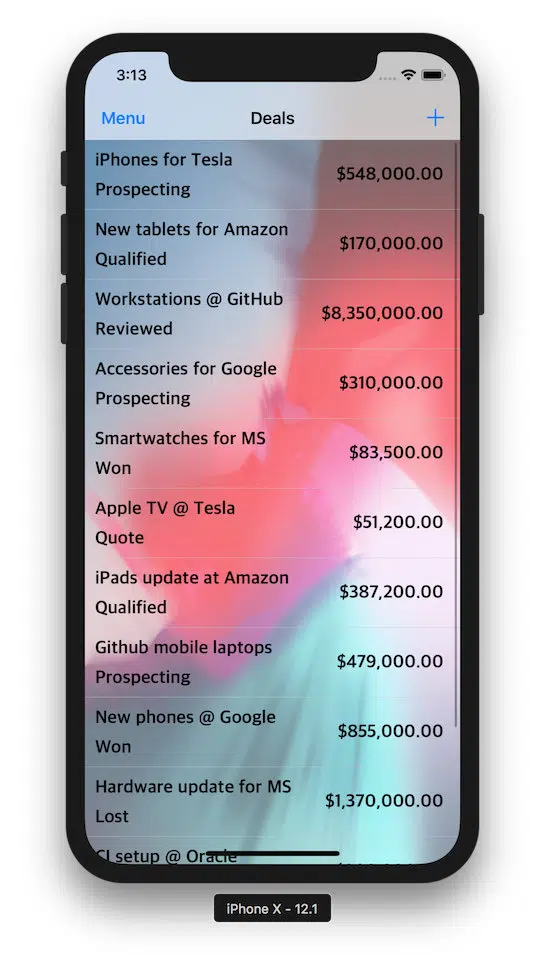 3:13
Menu
Deals
+
iPhones for Tesla
Prospecting
$548,000.00
New tablets for Amazon
Qualified
$170,000.00
Workstations @ GitHub
Reviewed
$8,350,000.00
Accessories for Google
Prospecting
$310,000.00
Smartwatches for MS
Won
$83,500.00
Apple TV @ Tesla
Quote
$51,200.00
iPads update at Amazon
Qualified
$387,200.00
Github mobile laptops
Prospecting
$479,000.00
New phones @ Google
Won
$855,000.00
Hardware update for MS
Lost
$1,370,000.00
CI setup @ Oracle
iPhone X - 12.1